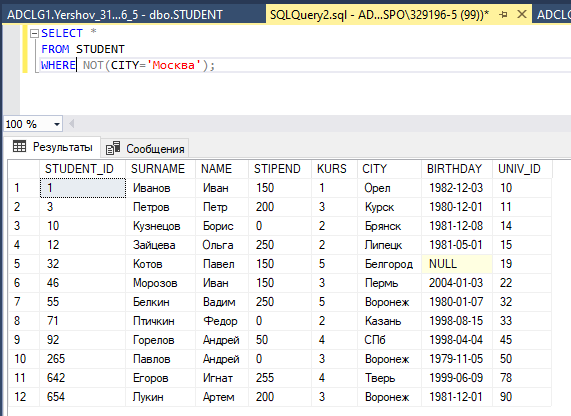 ADCLG1.Yershov_31...6_5 - dbo.STUDENT SQLQuery2.sql - AD...SPO\329196-5 (99))* ADCLG
SELECT *
FROM STUDENT
WHERE NOT(CITY='Москва');
100 %
Результаты Сообщения
STUDENT_ID SURNAME NAME STIPEND KURS CITY BIRTHDAY UNIV_ID
1 1 Иванов Иван 150 1 Орел 1982-12-03 10
2 3 Петров Петр 200 3 Курск 1980-12-01 11
3 10 Кузнецов Борис 0 2 Брянск 1981-12-08 14
4 12 Зайцева Ольга 250 2 Липецк 1981-05-01 15
5 32 Котов Павел 150 5 Белгород NULL 19
6 46 Морозов Иван 150 3 Пермь 2004-01-03 22
7 55 Белкин Вадим 250 5 Воронеж 1980-01-07 32
8 71 Птичкин Федор 0 2 Казань 1998-08-15 33
9 92 Горелов Андрей 50 4 СПб 1998-04-04 45
10 265 Павлов Андрей 0 3 Воронеж 1979-11-05 50
11 642 Егоров Игнат 255 4 Тверь 1999-06-09 78
12 654 Лукин Артем 200 3 Воронеж 1981-12-01 90